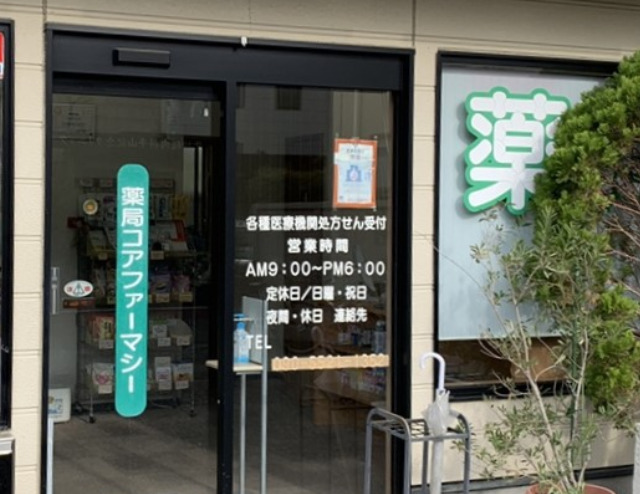 薬局コアファーマシー
各種医療機関処方せん受付
営業時間
AM9:00〜PM6:00
定休日/日曜・祝日
夜間・休日 連絡先
TEL
薬